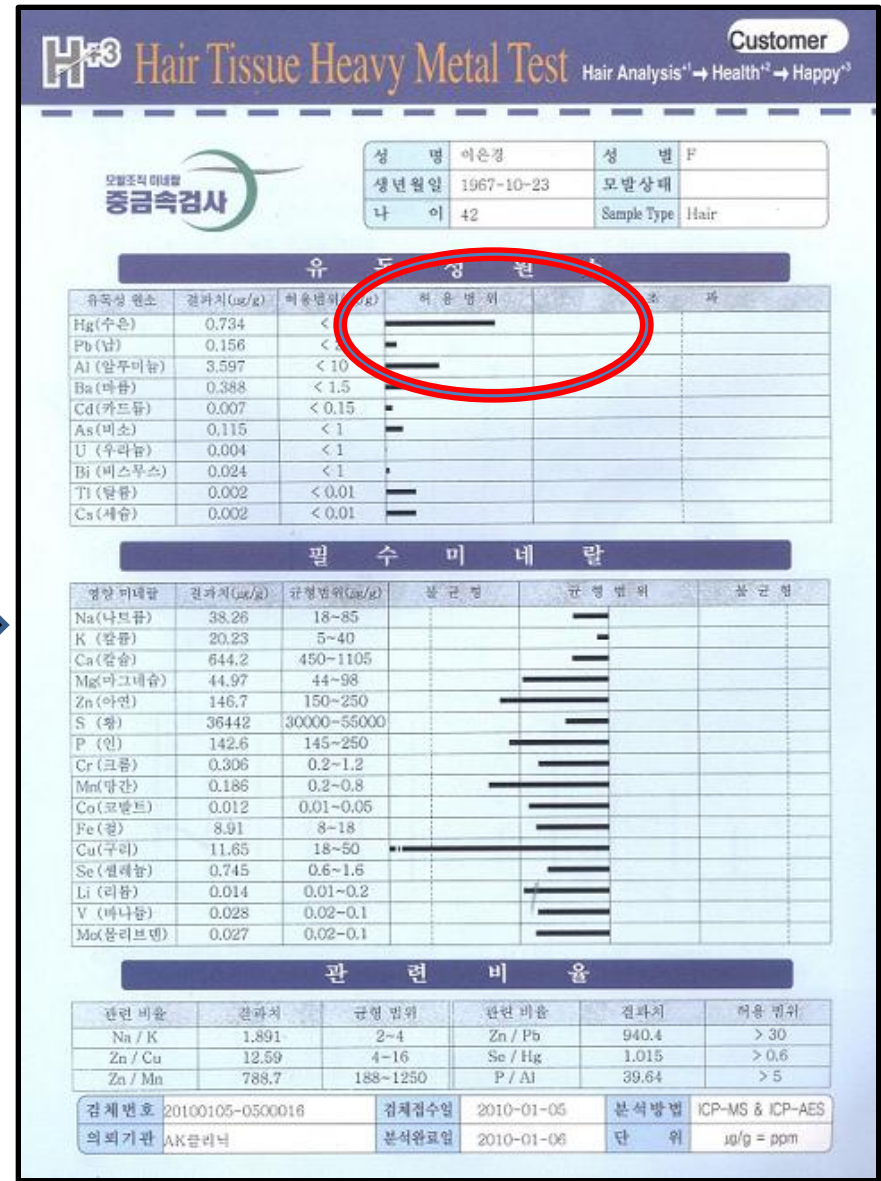 H+3 Hair Tissue Heavy Metal Test
Customer
Hair Analysis+1 → Health+2 → Happy+3
모발조직 미네랄
중금속검사
성 명 이은경 성 별 F
생년월일 1967-10-23 모발상태
나 이 42 Sample Type Hair
유 독 성 원 소
유독성 원소 결과치(㎍/g) 허용범위 허 용 범 위 초 과
Hg(수은) 0.734 <
Pb(납) 0.156 <
Al (알루미늄) 3.597 < 10
Ba(바륨) 0.388 < 1.5
Cd(카드뮴) 0.007 < 0.15
As(비소) 0.115 < 1
U (우라늄) 0.004 < 1
Bi (비스무스) 0.024 < 1
Tl (탈륨) 0.002 < 0.01
Cs(세슘) 0.002 < 0.01
필 수 미 네 랄
영양 미네랄 결과치(㎍/g) 균형범위(㎍/g) 불 균 형 균 형 범 위 불 균 형
Na(나트륨) 38.26 18~85
K (칼륨) 20.23 5~40
Ca(칼슘) 644.2 450~1105
Mg(마그네슘) 44.97 44~98
Zn(아연) 146.7 150~250
S (황) 36442 30000~55000
P (인) 142.6 145~250
Cr(크롬) 0.306 0.2~1.2
Mn(망간) 0.186 0.2~0.8
Co(코발트) 0.012 0.01~0.05
Fe(철) 8.91 8~18
Cu(구리) 11.65 18~50
Se (셀레늄) 0.745 0.6~1.6
Li (리튬) 0.014 0.01~0.2
V (바나듐) 0.028 0.02~0.1
Mo(몰리브덴) 0.027 0.02~0.1
관 련 비 율
관련 비율 결과치 균형 범위 관련 비율 결과치 허용 범위
Na / K 1.891 2~4 Zn / Pb 940.4 > 30
Zn / Cu 12.59 4~16 Se / Hg 1.015 > 0.6
Zn / Mn 788.7 188~1250 P / Al 39.64 > 5
검체번호 20100105-0500016 검체접수일 2010-01-05 분석방법 ICP-MS & ICP-AES
의뢰기관 AK클리닉 분석완료일 2010-01-06 단 위 ㎍/g = ppm